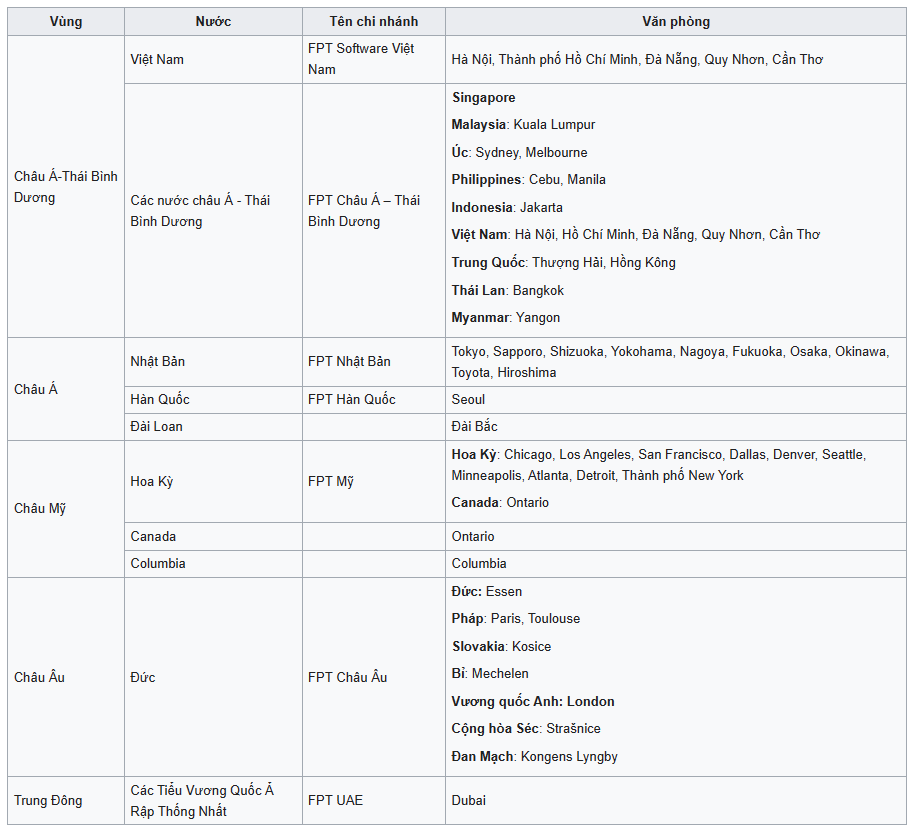 Vùng Nước Tên chi nhánh Văn phòng
Châu Á-Thái Bình
Dương
Việt Nam
FPT Software Việt
Nam
Hà Nội, Thành phố Hồ Chí Minh, Đà Nẵng, Quy Nhơn, Cần Thơ
Các nước châu Á - Thái
Bình Dương
FPT Châu Á – Thái
Bình Dương
Singapore
Malaysia: Kuala Lumpur
Úc: Sydney, Melbourne
Philippines: Cebu, Manila
Indonesia: Jakarta
Việt Nam: Hà Nội, Hồ Chí Minh, Đà Nẵng, Quy Nhơn, Cần Thơ
Trung Quốc: Thượng Hải, Hồng Kông
Thái Lan: Bangkok
Myanmar: Yangon
Châu Á
Nhật Bản
FPT Nhật Bản
Tokyo, Sapporo, Shizuoka, Yokohama, Nagoya, Fukuoka, Osaka, Okinawa,
Toyota, Hiroshima
Hàn Quốc FPT Hàn Quốc Seoul
Đài Loan Đài Bắc
Châu Mỹ
Hoa Kỳ
FPT Mỹ
Hoa Kỳ: Chicago, Los Angeles, San Francisco, Dallas, Denver, Seattle,
Minneapolis, Atlanta, Detroit, Thành phố New York
Canada: Ontario
Canada Ontario
Columbia Columbia
Châu Âu
Đức
FPT Châu Âu
Đức: Essen
Pháp: Paris, Toulouse
Slovakia: Kosice
Bỉ: Mechelen
Vương quốc Anh: London
Cộng hòa Séc: Strašnice
Đan Mạch: Kongens Lyngby
Trung Đông
Các Tiểu Vương Quốc Ả
Rập Thống Nhất
FPT UAE
Dubai